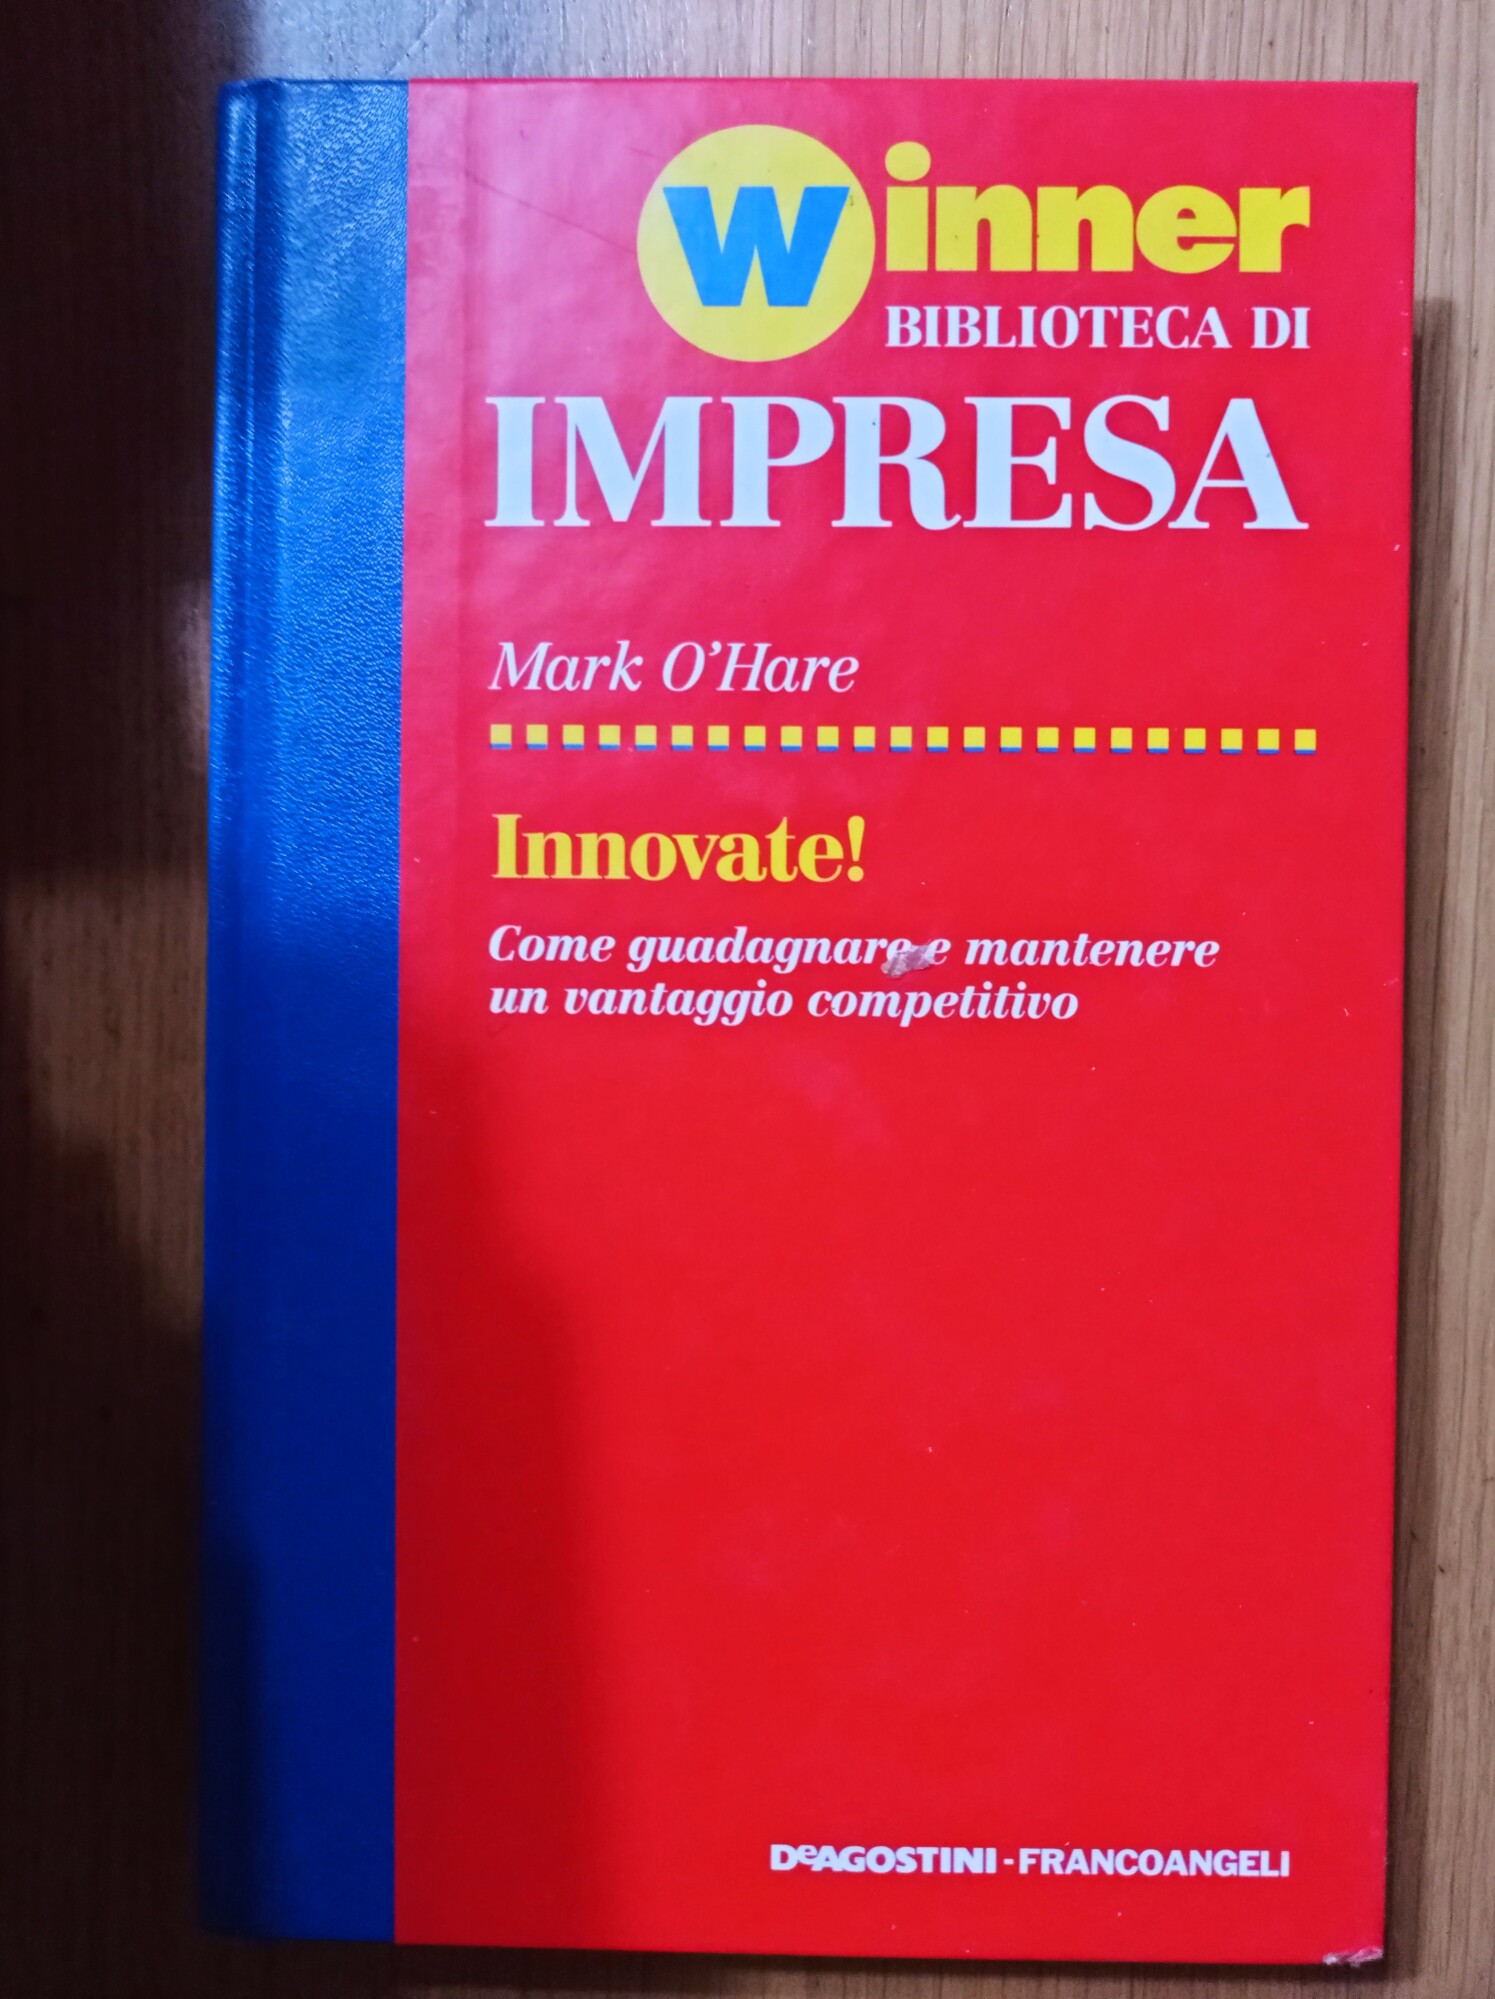 Winner
BIBLIOTECA DI
IMPRESA
Mark O'Hare
Innovate!
Come guadagnare e mantenere
un vantaggio competitivo
DeAGOSTINI-FRANCOANGELI